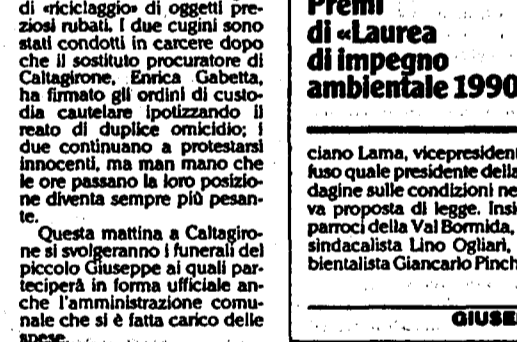 di «riciclaggio» di oggetti pre-
ziosi rubati. I due cugini sono
stati condotti in carcere dopo
che il sostituto procuratore di
Caltagirone, Enrica Gabetta,
ha firmato gli ordini di custo-
dia cautelare ipotizzando il
reato di duplice omicidio; i
due continuano a protestarsi
innocenti, ma man mano che
le ore passano la loro posizio-
ne diventa sempre più pesan-
te.
Questa mattina a Caltagiro-
ne si svolgeranno i funerali del
piccolo Giuseppe ai quali par-
teciperà in forma ufficiale an-
che l'amministrazione comu-
nale che si è fatta carico delle
spese.
Premi
di «Laurea
di impegno
ambientale 1990
ciano Lama, vicepresident
fuso quale presidente della
dagine sulle condizioni ne
va proposta di legge. Insi
parroci della Val Bormida,
sindacalista Lino Ogliari,
bientalista Giancarlo Pinch
GIUSE